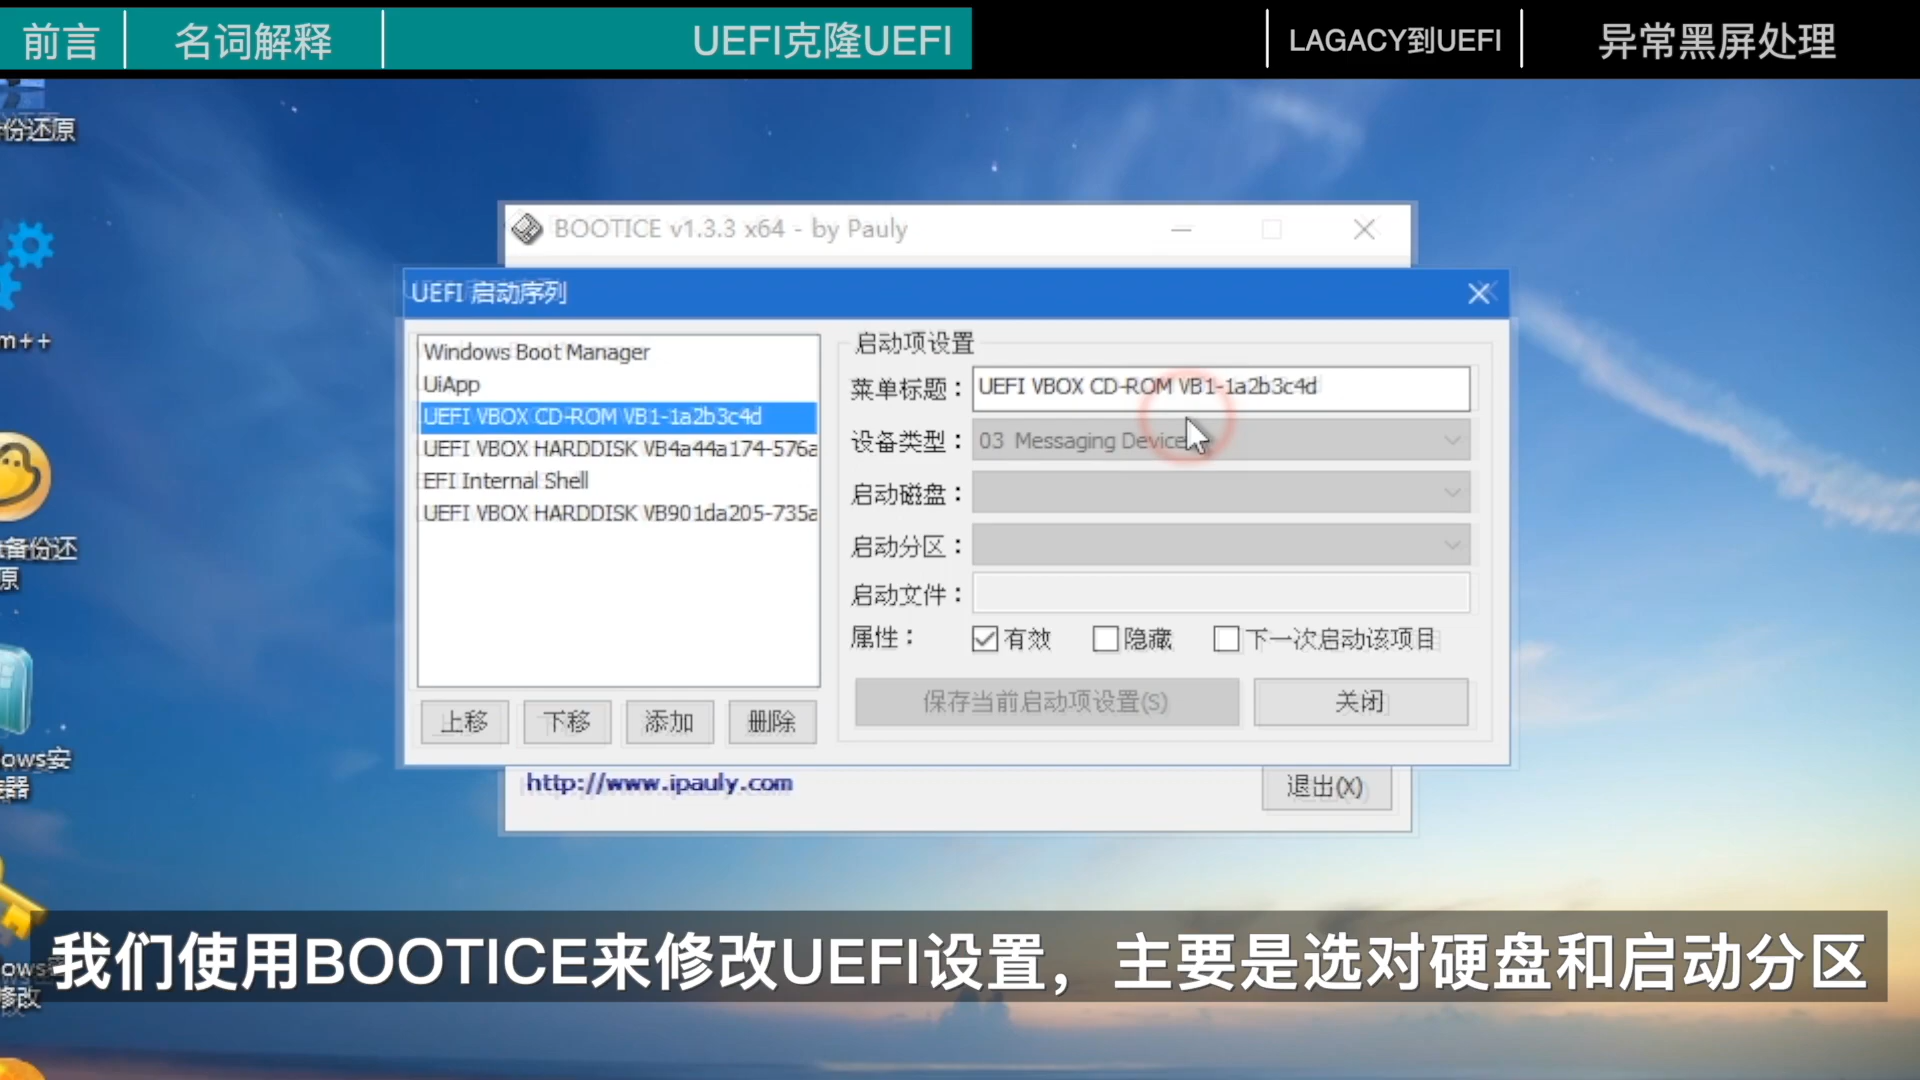 前言
名词解释
UEFI克隆UEFI
LAGACY到UEFI
异常黑屏处理
份还原
m++
备份还
原
ows安
器
ows
修改
BOOTICE v1.3.3 x64 - by Pauly
UEFI 启动序列
Windows Boot Manager
UiApp
UEFI VBOX CD-ROM VB1-1a2b3c4d
UEFI VBOX HARDDISK VB4a44a174-576a
EFI Internal Shell
UEFI VBOX HARDDISK VB901da205-735a
上移
下移
添加
删除
启动项设置
菜单标题： UEFI VBOX CD-ROM VB1-1a2b3c4d
设备类型： 03 Messaging Device
启动磁盘：
启动分区：
启动文件：
属性： 有效 隐藏 下一次启动该项目
保存当前启动项设置(S)
关闭
http://www.ipauly.com
退出(X)
我们使用BOOTICE来修改UEFI设置，主要是选对硬盘和启动分区